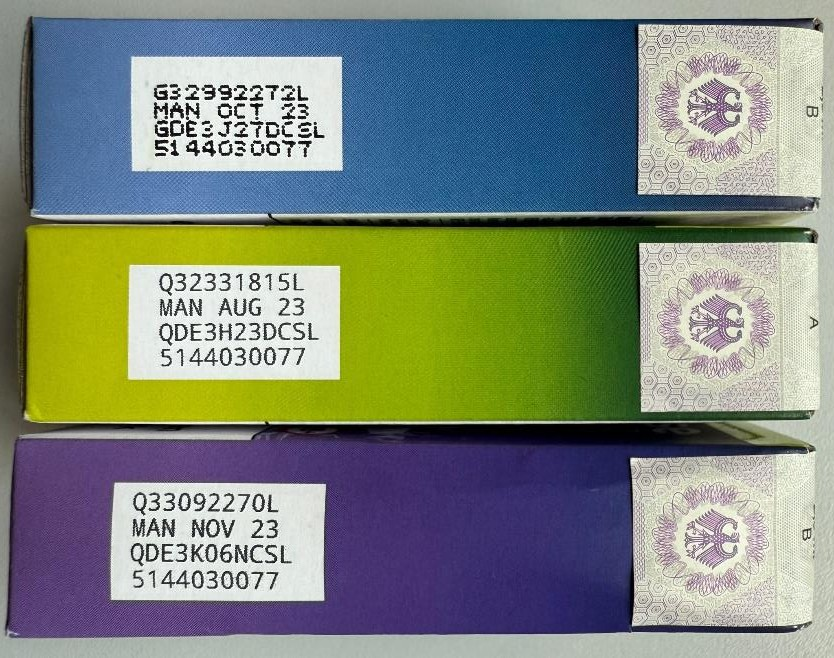 G32992272L
MAN OCT 23
GDE3J27DCSL
5144030077
B
Q32331815L
MAN AUG 23
QDE3H23DCSL
5144030077
A
Q33092270L
MAN NOV 23
QDE3K06NCSL
5144030077
B